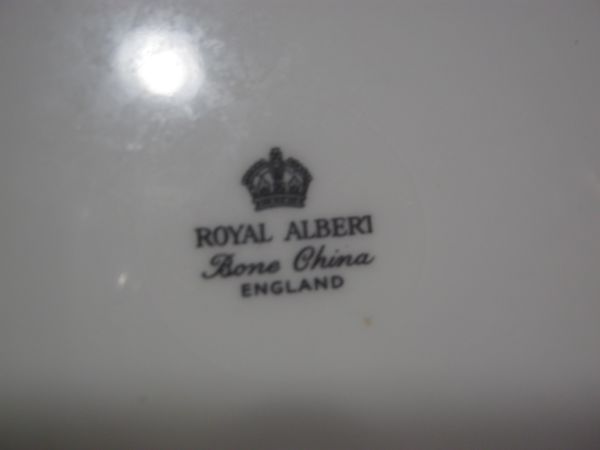 ROYAL ALBERT
Bone China
ENGLAND